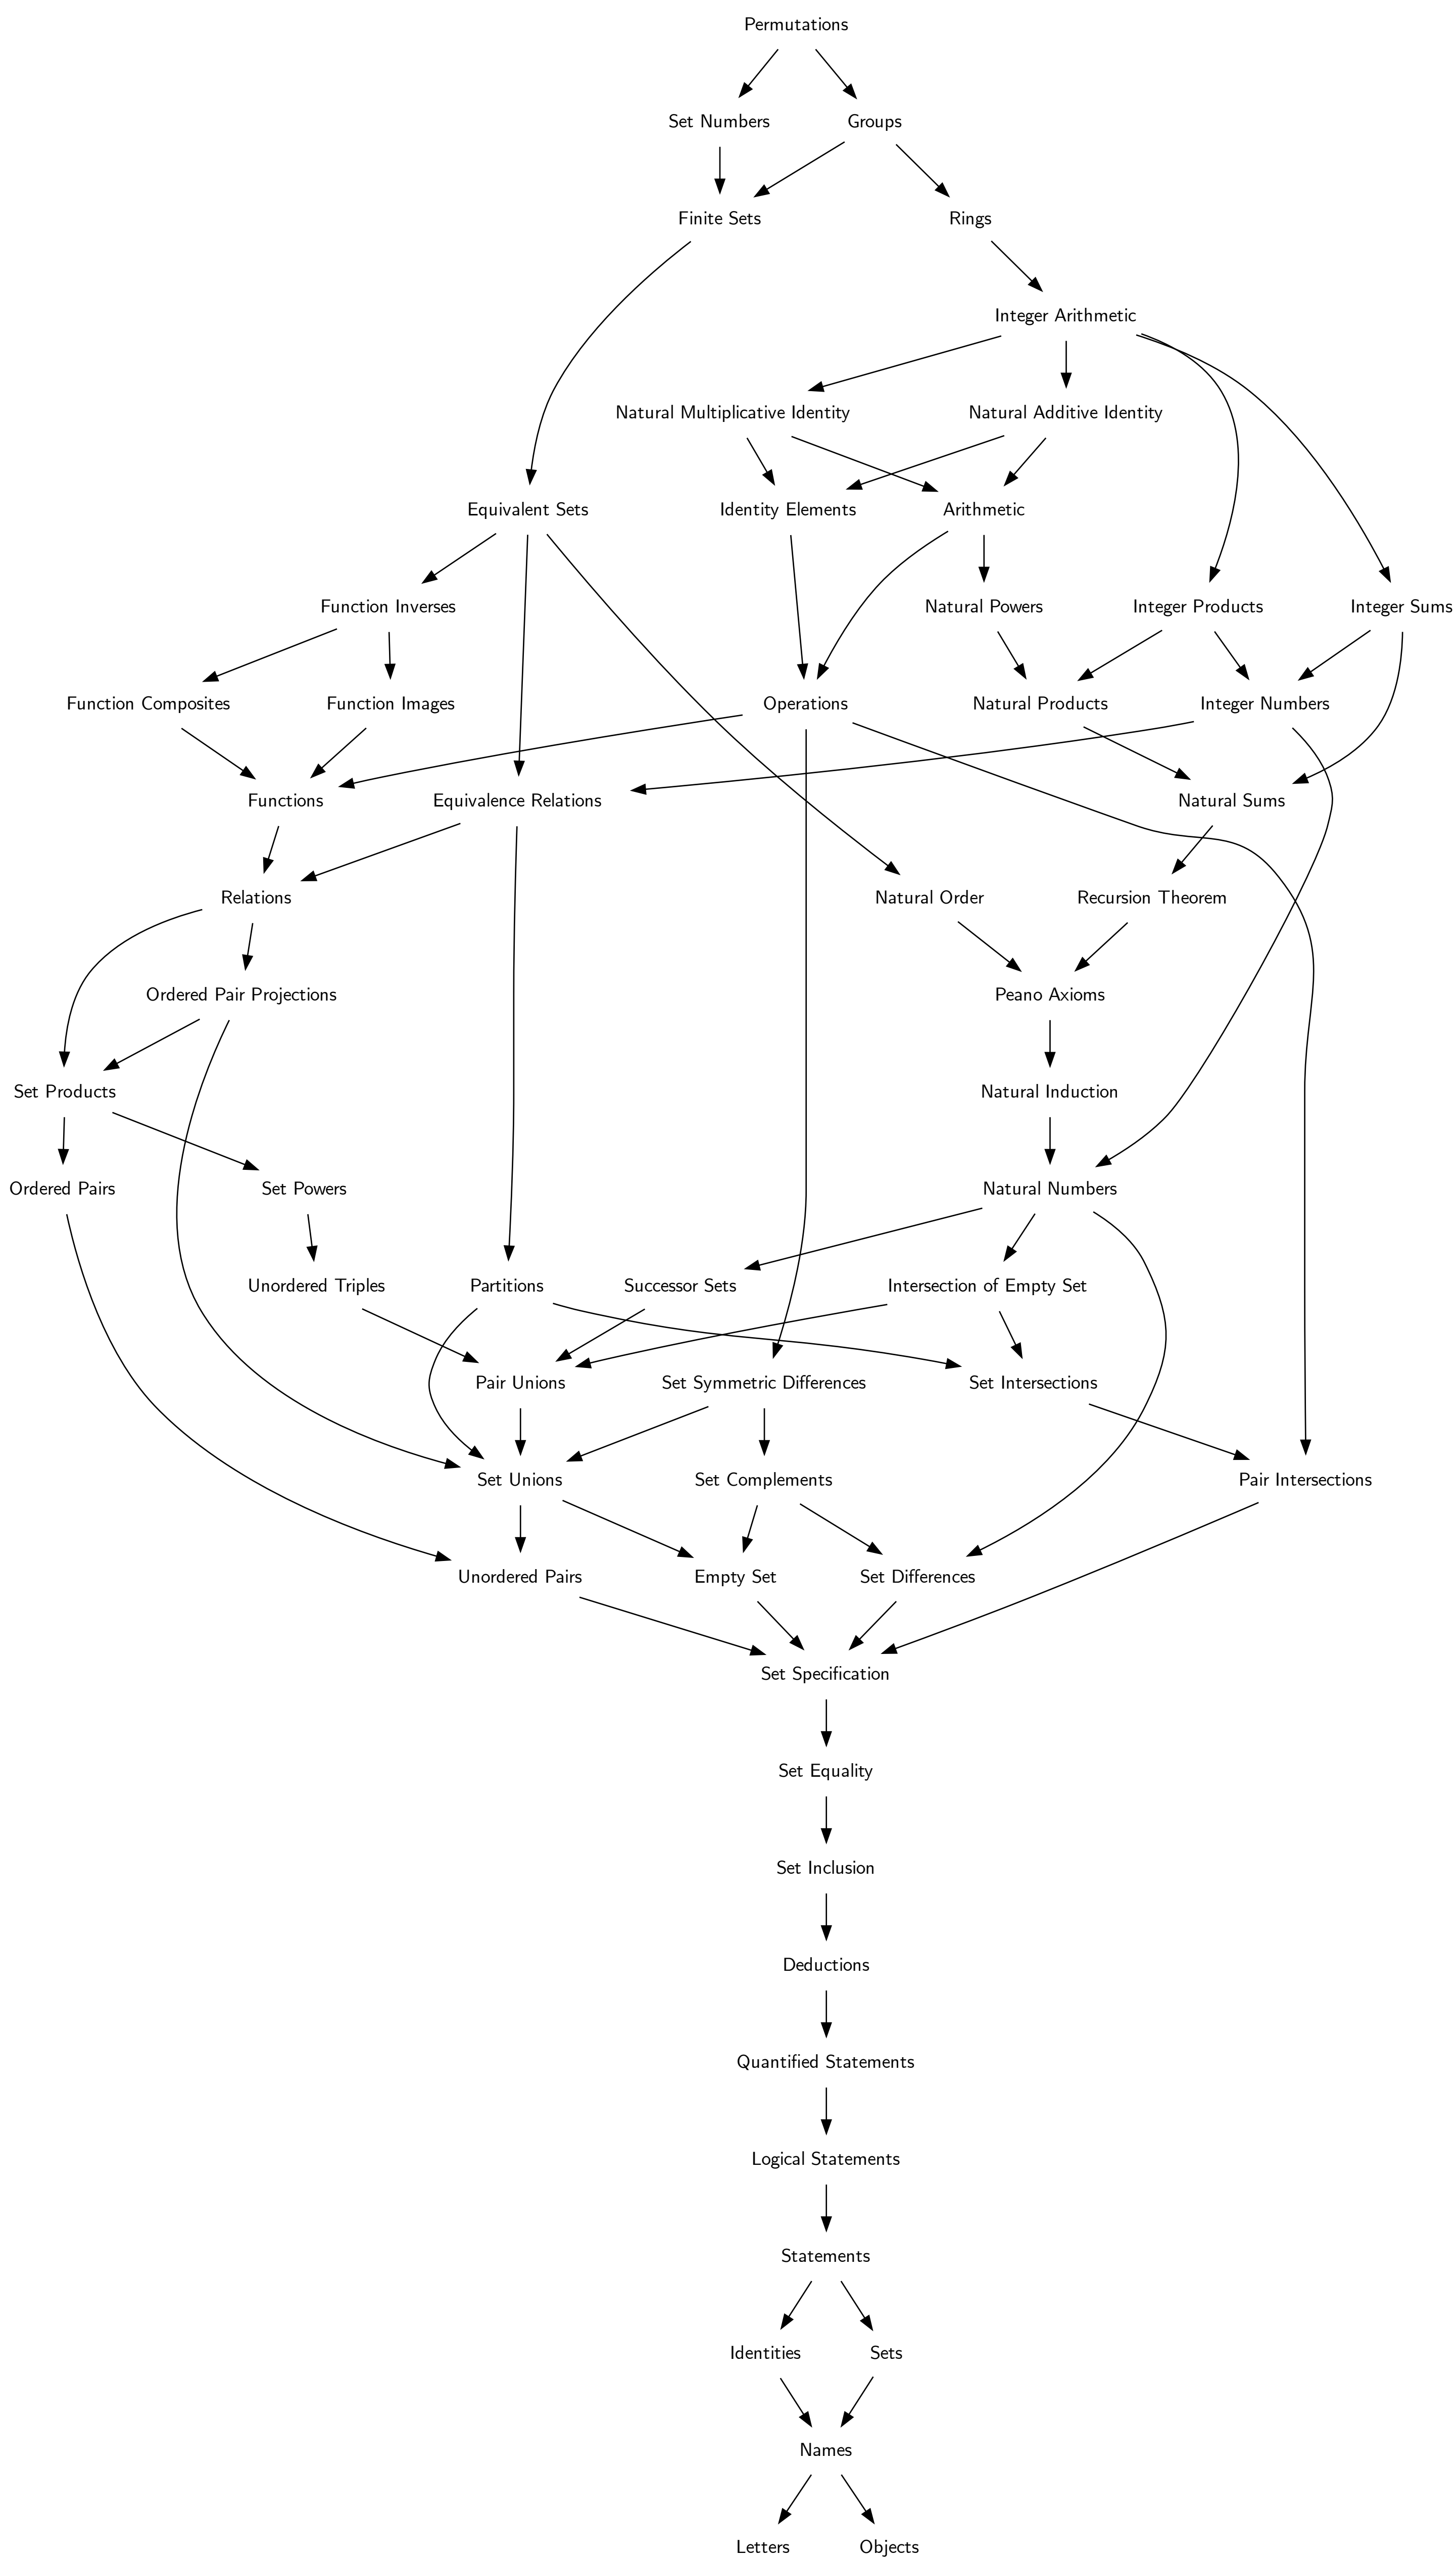 Permutations
Set Numbers
Groups
Finite Sets
Rings
Integer Arithmetic
Natural Multiplicative Identity
Natural Additive Identity
Equivalent Sets
Identity Elements
Arithmetic
Function Inverses
Natural Powers
Integer Products
Integer Sums
Function Composites
Function Images
Operations
Natural Products
Integer Numbers
Functions
Equivalence Relations
Natural Sums
Relations
Natural Order
Recursion Theorem
Ordered Pair Projections
Peano Axioms
Set Products
Natural Induction
Ordered Pairs
Set Powers
Natural Numbers
Unordered Triples
Partitions
Successor Sets
Intersection of Empty Set
Pair Unions
Set Symmetric Differences
Set Intersections
Set Unions
Set Complements
Pair Intersections
Unordered Pairs
Empty Set
Set Differences
Set Specification
Set Equality
Set Inclusion
Deductions
Quantified Statements
Logical Statements
Statements
Identities
Sets
Names
Letters
Objects